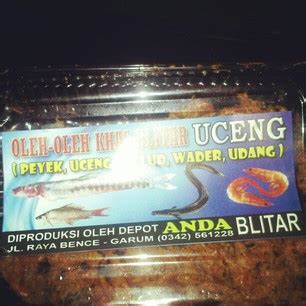 OLEH-OLEH KHAS BLITAR UCENG
(PEYEK, UCENG, WADER, UDANG)
DIPRODUKSI OLEH DEPOT ANDA BLITAR
JL. RAYA BENCE - GARUM (0342) 561228